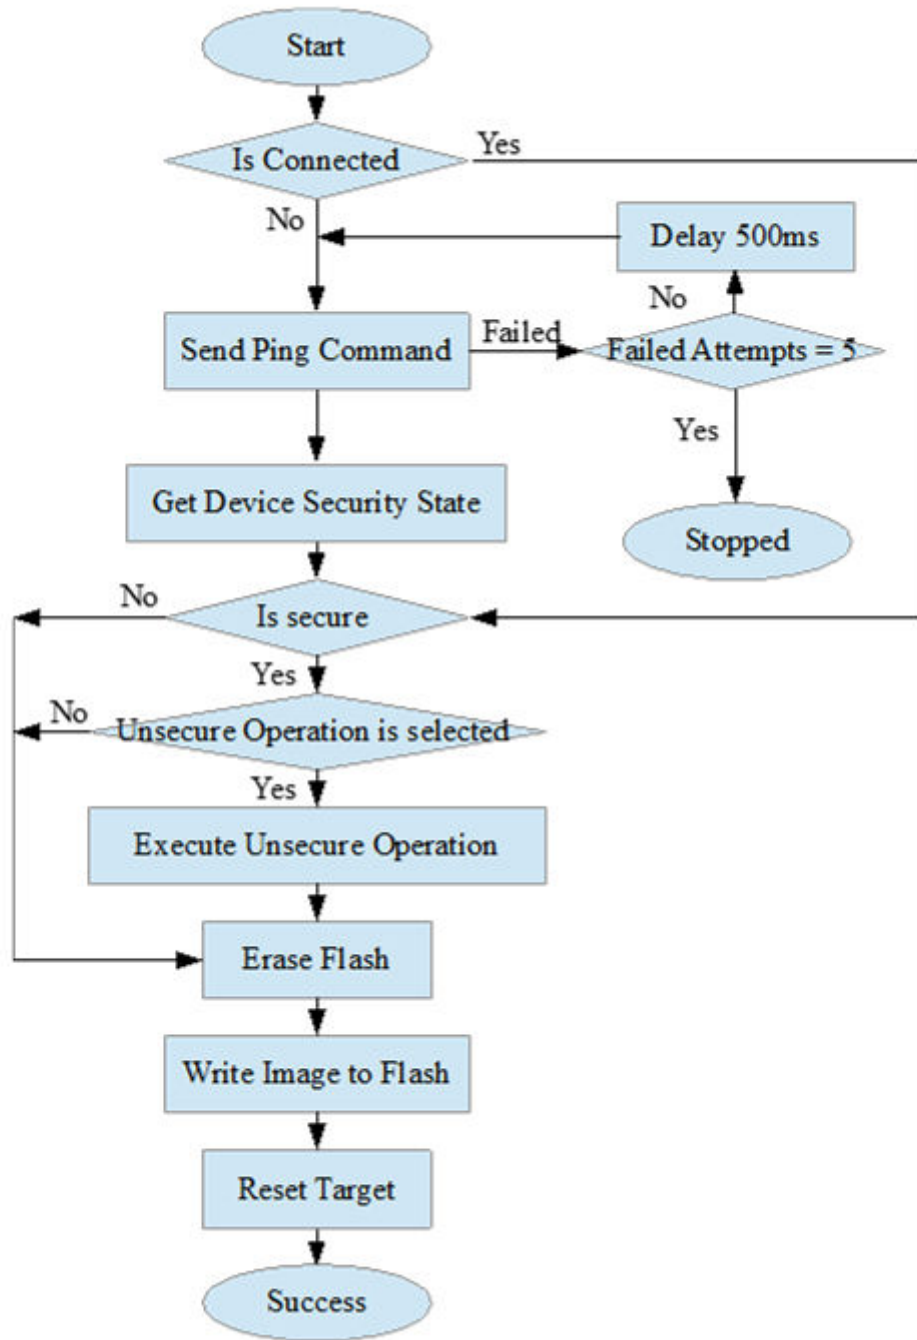 Start
Is Connected
Yes
No
Delay 500ms
No
Send Ping Command
Failed
Failed Attempts = 5
Yes
Get Device Security State
Stopped
No
Is secure
Yes
No
Unsecure Operation is selected
Yes
Execute Unsecure Operation
Erase Flash
Write Image to Flash
Reset Target
Success